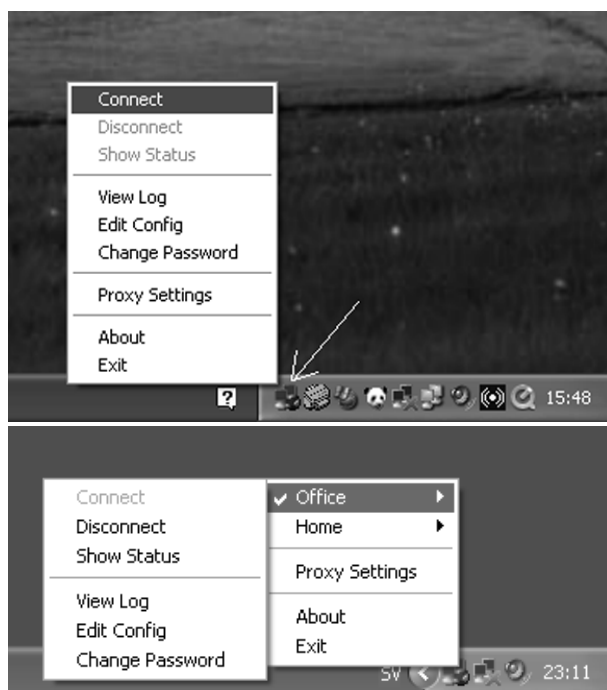 Connect
Disconnect
Show Status
View Log
Edit Config
Change Password
Proxy Settings
About
Exit
?
15:48
Connect
Disconnect
Show Status
View Log
Edit Config
Change Password
Office
Home
Proxy Settings
About
Exit
SV
23:11